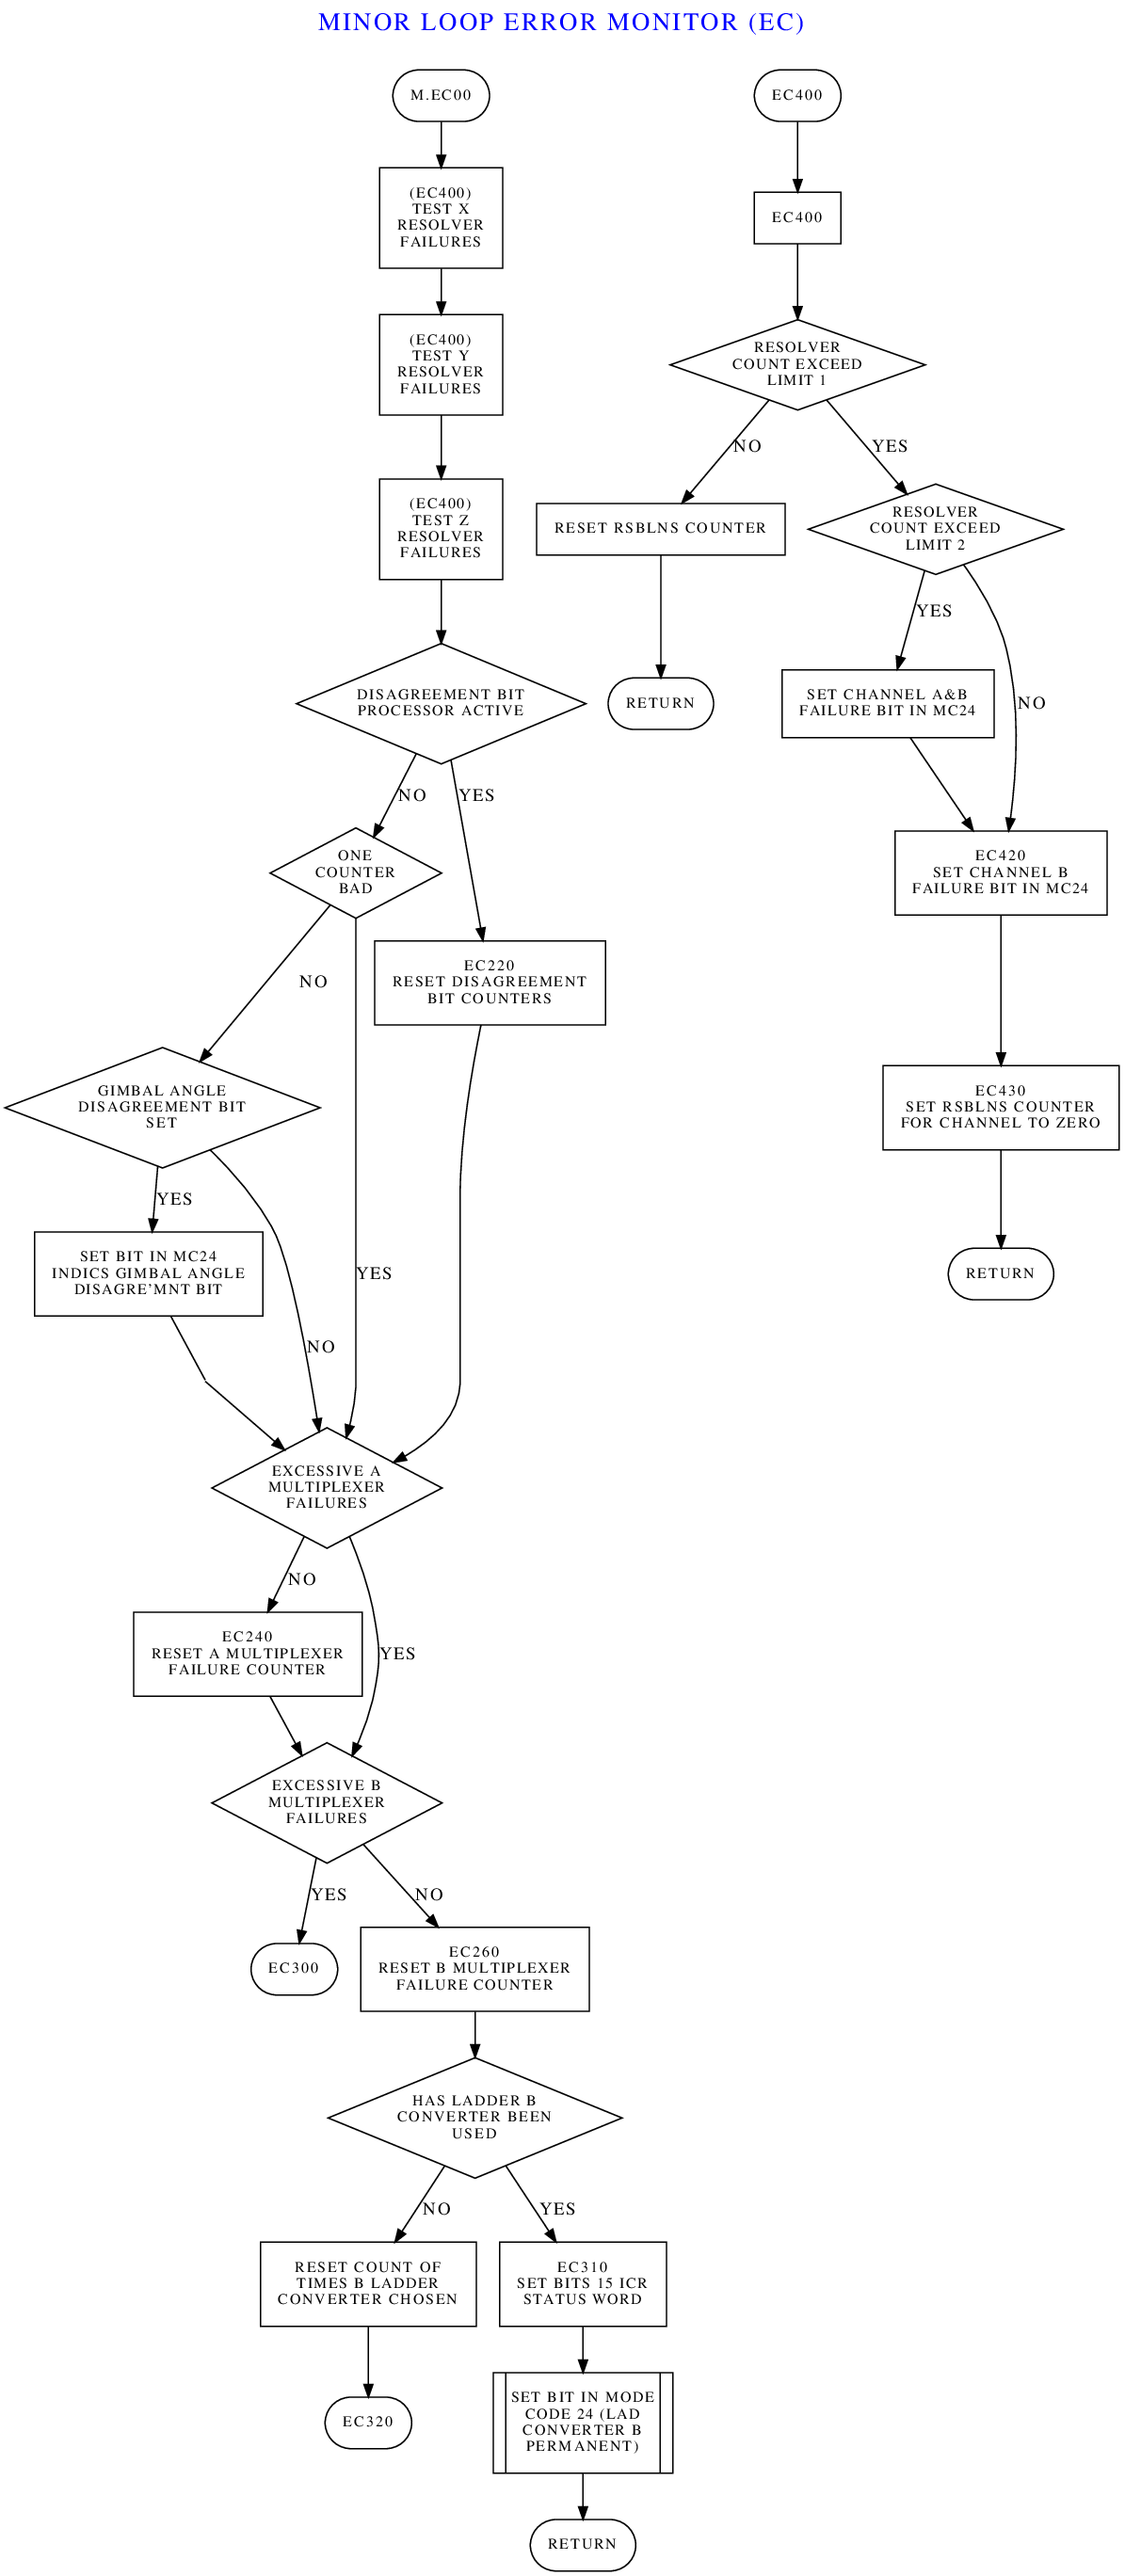 MINOR LOOP ERROR MONITOR (EC)
M.EC00
(EC400)
TEST X
RESOLVER
FAILURES
(EC400)
TEST Y
RESOLVER
FAILURES
(EC400)
TEST Z
RESOLVER
FAILURES
DISAGREEMENT BIT
PROCESSOR ACTIVE
NO
YES
ONE
COUNTER
BAD
EC220
RESET DISAGREEMENT
BIT COUNTERS
NO
YES
GIMBAL ANGLE
DISAGREEMENT BIT
SET
YES
NO
SET BIT IN MC24
INDICS GIMBAL ANGLE
DISAGRE'MNT BIT
EXCESSIVE A
MULTIPLEXER
FAILURES
NO
YES
EC240
RESET A MULTIPLEXER
FAILURE COUNTER
EXCESSIVE B
MULTIPLEXER
FAILURES
YES
NO
EC300
EC260
RESET B MULTIPLEXER
FAILURE COUNTER
HAS LADDER B
CONVERTER BEEN
USED
NO
YES
RESET COUNT OF
TIMES B LADDER
CONVERTER CHOSEN
EC320
EC310
SET BITS 15 ICR
STATUS WORD
SET BIT IN MODE
CODE 24 (LAD
CONVERTER B
PERMANENT)
RETURN
EC400
EC400
RESOLVER
COUNT EXCEED
LIMIT 1
NO
YES
RESET RSBLNS COUNTER
RETURN
RESOLVER
COUNT EXCEED
LIMIT 2
YES
NO
SET CHANNEL A&B
FAILURE BIT IN MC24
EC420
SET CHANNEL B
FAILURE BIT IN MC24
EC430
SET RSBLNS COUNTER
FOR CHANNEL TO ZERO
RETURN